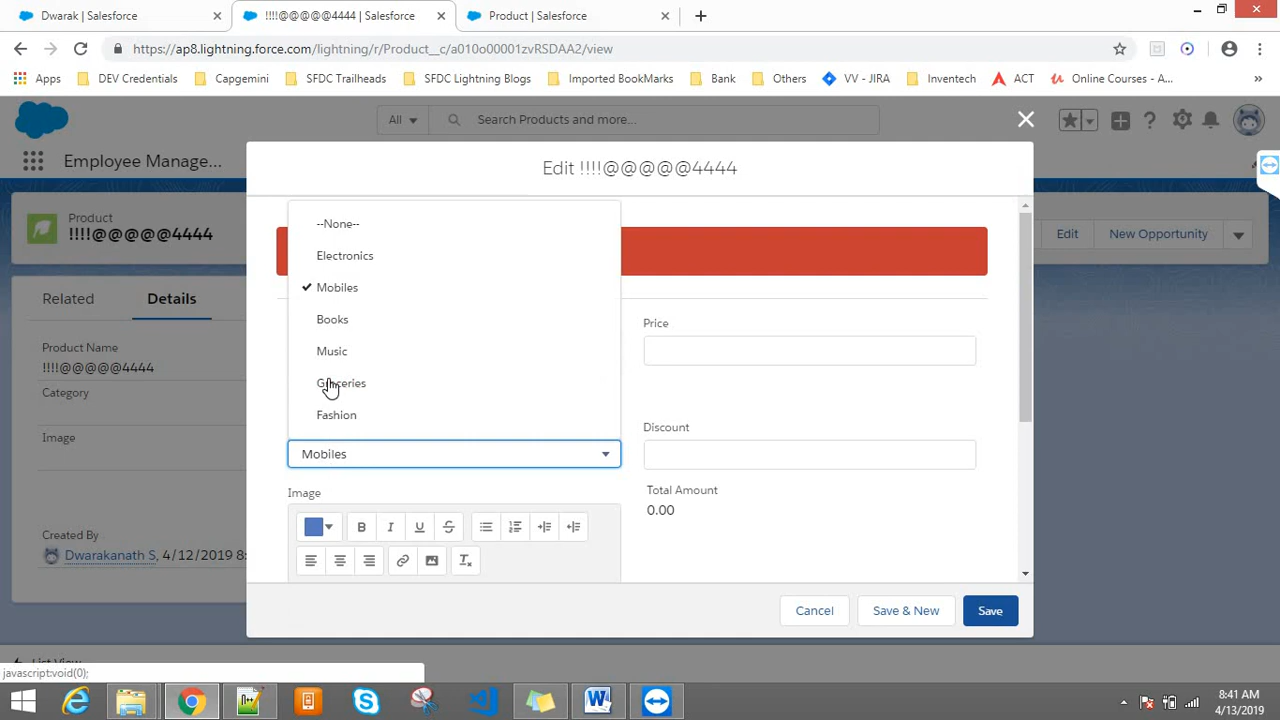 Dwarak | Salesforce
!!!!@@@@@4444 | Salesforce
Product | Salesforce
https://ap8.lightning.force.com/lightning/r/Product__c/a010o00001zvRSDAA2/view
Apps
DEV Credentials
Capgemini
SFDC Trailheads
SFDC Lightning Blogs
Imported BookMarks
Bank
Others
VV - JIRA
Inventech
ACT
Online Courses - A...
All
Search Products and more...
Employee Manage...
Edit !!!!@@@@@4444
Product
!!!!@@@@@4444
Edit
New Opportunity
Related
Details
Product Name
!!!!@@@@@4444
Category
Image
Created By
Dwarakanath S, 4/12/2019 8:
--None--
Electronics
Mobiles
Books
Music
Groceries
Fashion
Mobiles
Price
Discount
Total Amount
0.00
Image
B
I
U
S
Cancel
Save & New
Save
javascript:void(0);
8:41 AM
4/13/2019